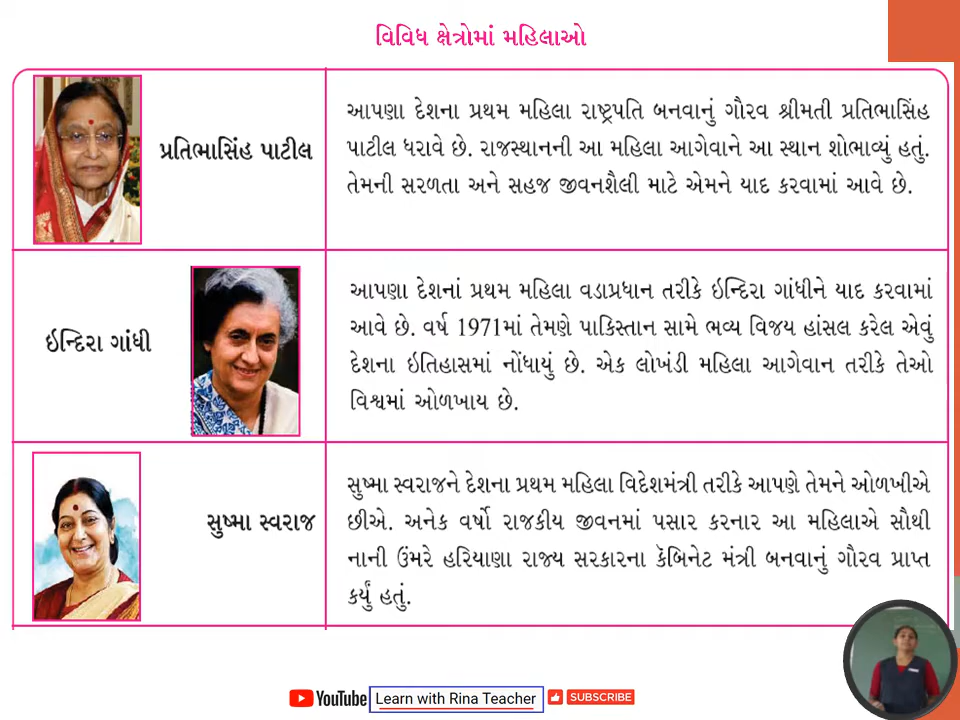 વિવિધ ક્ષેત્રોમાં મહિલાઓ
પ્રતિભાસિંહ પાટીલ
આપણા દેશના પ્રથમ મહિલા રાષ્ટ્રપતિ બનવાનું ગૌરવ શ્રીમતી પ્રતિભાસિંહ
પાટીલ ધરાવે છે. રાજસ્થાનની આ મહિલા આગેવાને આ સ્થાન શોભાવ્યું હતું.
તેમની સરળતા અને સહજ જીવનશૈલી માટે એમને યાદ કરવામાં આવે છે.
ઇન્દિરા ગાંધી
આપણા દેશનાં પ્રથમ મહિલા વડાપ્રધાન તરીકે ઇન્દિરા ગાંધીને યાદ કરવામાં
આવે છે. વર્ષ 1971માં તેમણે પાકિસ્તાન સામે ભવ્ય વિજય હાંસલ કરેલ એવું
દેશના ઇતિહાસમાં નોંધાયું છે. એક લોખંડી મહિલા આગેવાન તરીકે તેઓ
વિશ્વમાં ઓળખાય છે.
સુષ્મા સ્વરાજ
સુષ્મા સ્વરાજને દેશના પ્રથમ મહિલા વિદેશમંત્રી તરીકે આપણે તેમને ઓળખીએ
છીએ. અનેક વર્ષો રાજકીય જીવનમાં પસાર કરનાર આ મહિલાએ સૌથી
નાની ઉંમરે હરિયાણા રાજ્ય સરકારના કૅબિનેટ મંત્રી બનવાનું ગૌરવ પ્રાપ્ત
કર્યું હતું.
YouTube Learn with Rina Teacher SUBSCRIBE